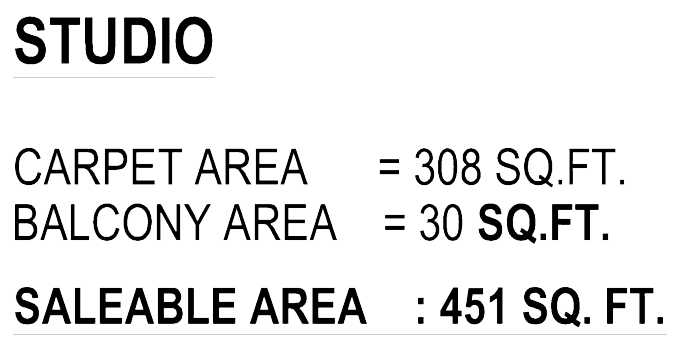 STUDIO
CARPET AREA = 308 SQ.FT.
BALCONY AREA = 30 SQ.FT.
SALEABLE AREA : 451 SQ. FT.